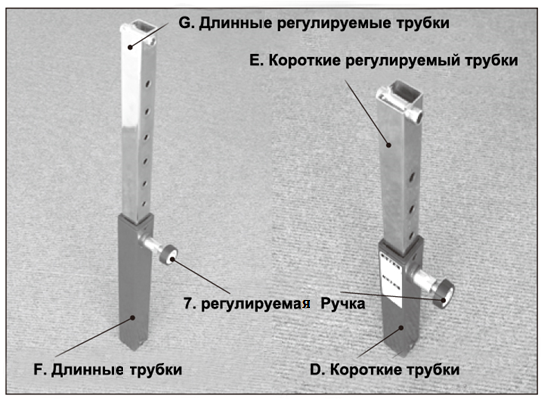 G. Длинные регулируемые трубки
E. Короткие регулируемый трубки
7. регулируемая Ручка
F. Длинные трубки
D. Короткие трубки